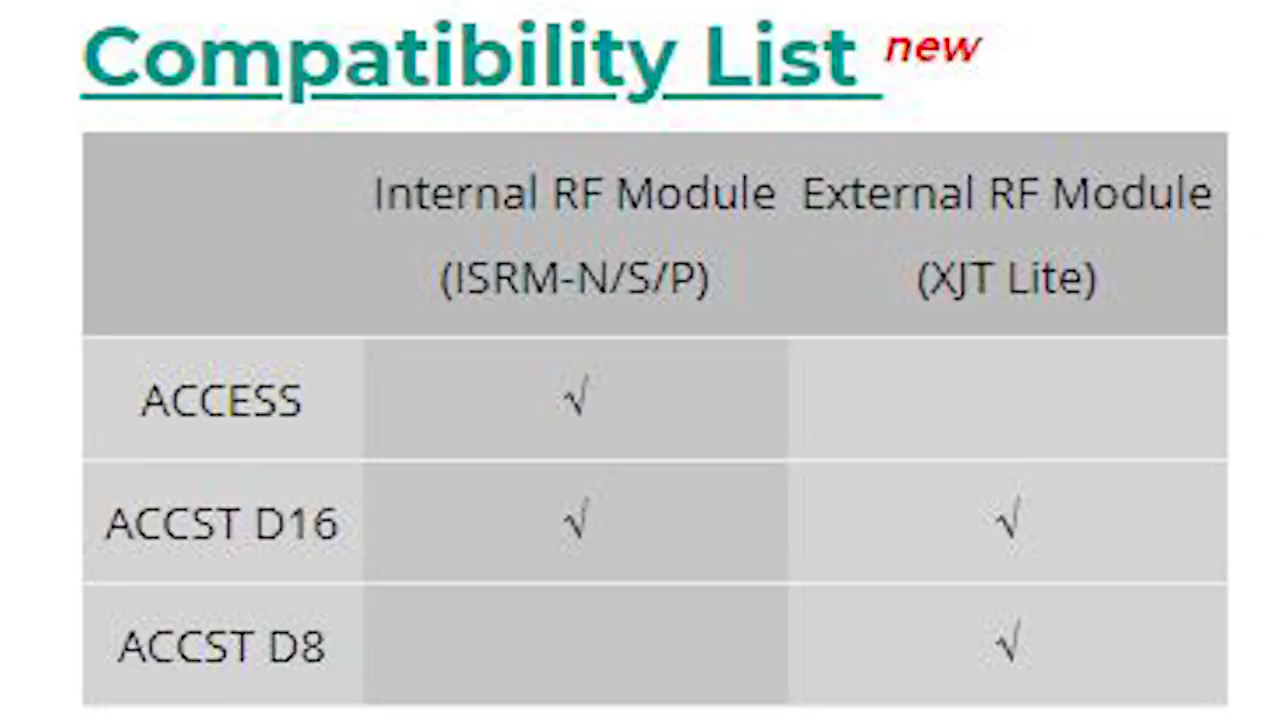 Compatibility List new
Internal RF Module External RF Module
(ISRM-N/S/P) (XJT Lite)
ACCESS √
ACCST D16 √ √
ACCST D8 √